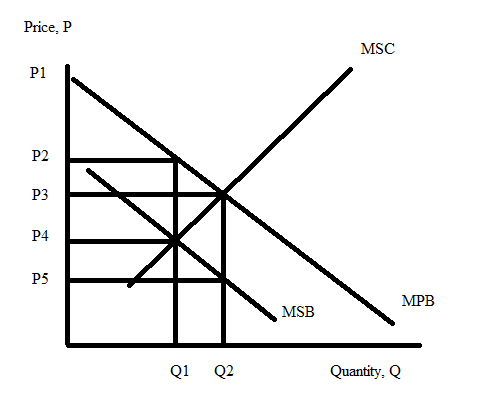 Price, P
MSC
P1
P2
P3
P4
P5
MPB
MSB
Q1
Q2
Quantity, Q